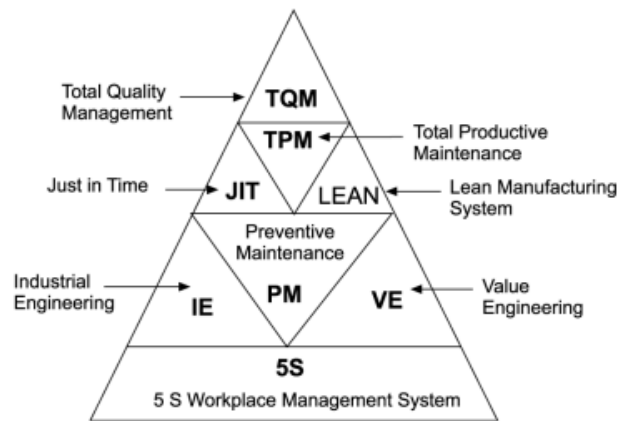 TQM
Total Quality
Management
TPM
Total Productive
Maintenance
Just in Time
JIT
LEAN
Lean Manufacturing
System
Preventive
Maintenance
Industrial
Engineering
IE
PM
VE
Value
Engineering
5S
5 S Workplace Management System